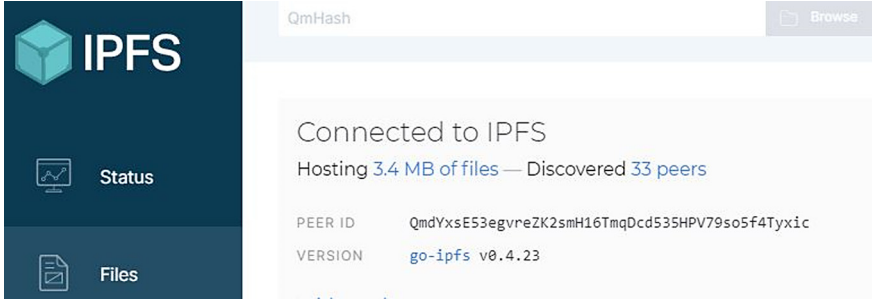 QmHash
Browse
IPFS
Connected to IPFS
Hosting 3.4 MB of files — Discovered 33 peers
Status
PEER ID QmdYxsE53egvreZK2smH16TmqDcd535HPV79so5f4Tyxic
VERSION go-ipfs v0.4.23
Files